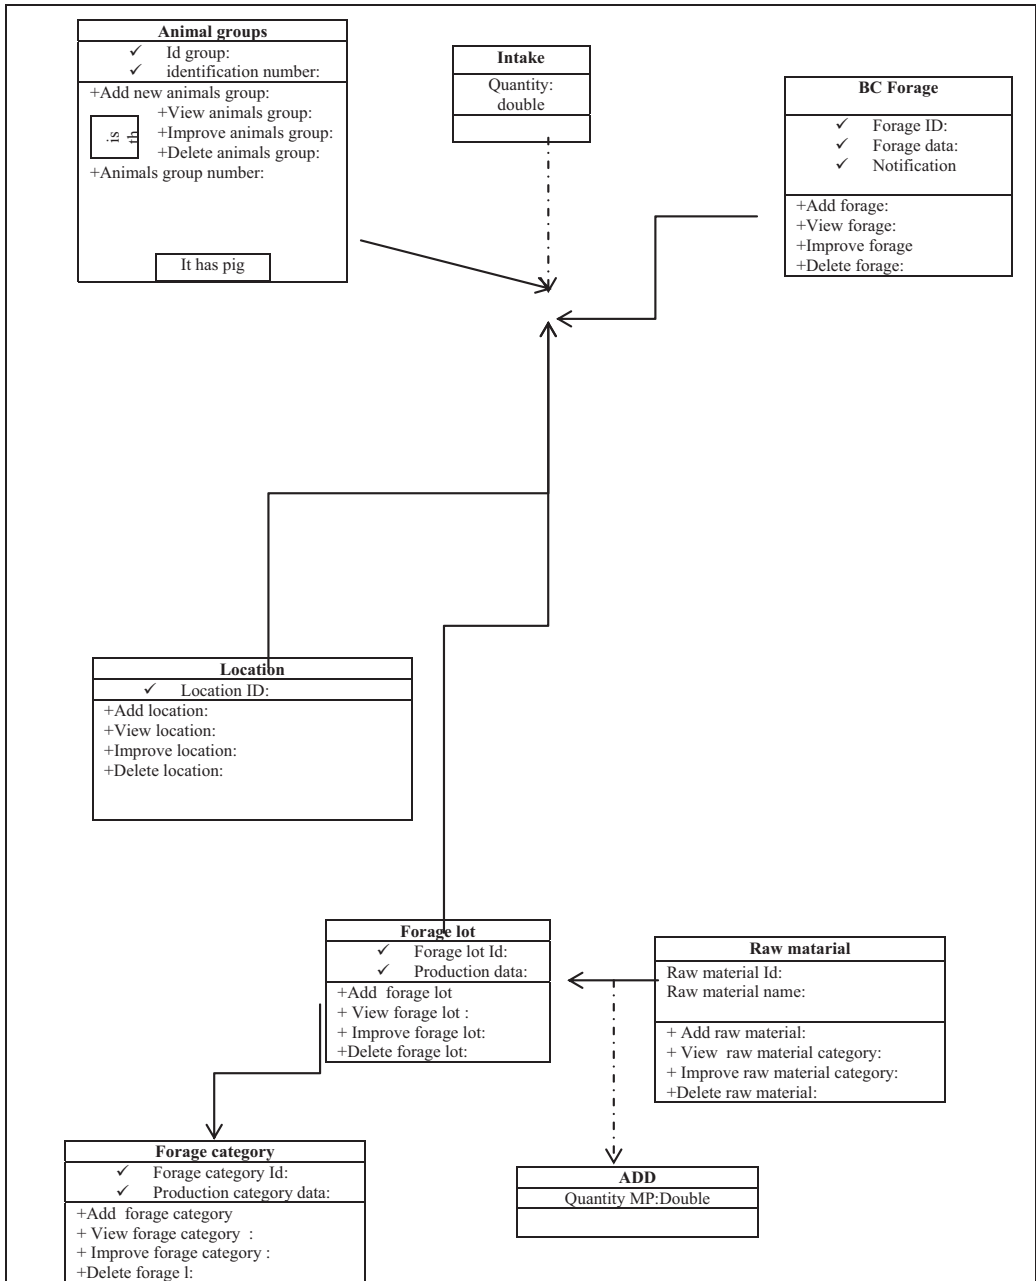 Animal groups
✓ Id group:
✓ identification number:
+Add new animals group:
+View animals group:
is
th
+Improve animals group:
+Delete animals group:
+Animals group number:
It has pig
Intake
Quantity:
double
BC Forage
✓ Forage ID:
✓ Forage data:
✓ Notification
+Add forage:
+View forage:
+Improve forage
+Delete forage:
Location
✓ Location ID:
+Add location:
+View location:
+Improve location:
+Delete location:
Forage lot
✓ Forage lot Id:
✓ Production data:
+Add forage lot
+ View forage lot :
+ Improve forage lot:
+Delete forage lot:
Raw matarial
Raw material Id:
Raw material name:
+ Add raw material:
+ View raw material category:
+ Improve raw material category:
+Delete raw material:
Forage category
✓ Forage category Id:
✓ Production category data:
+Add forage category
+ View forage category :
+ Improve forage category :
+Delete forage l:
ADD
Quantity MP:Double